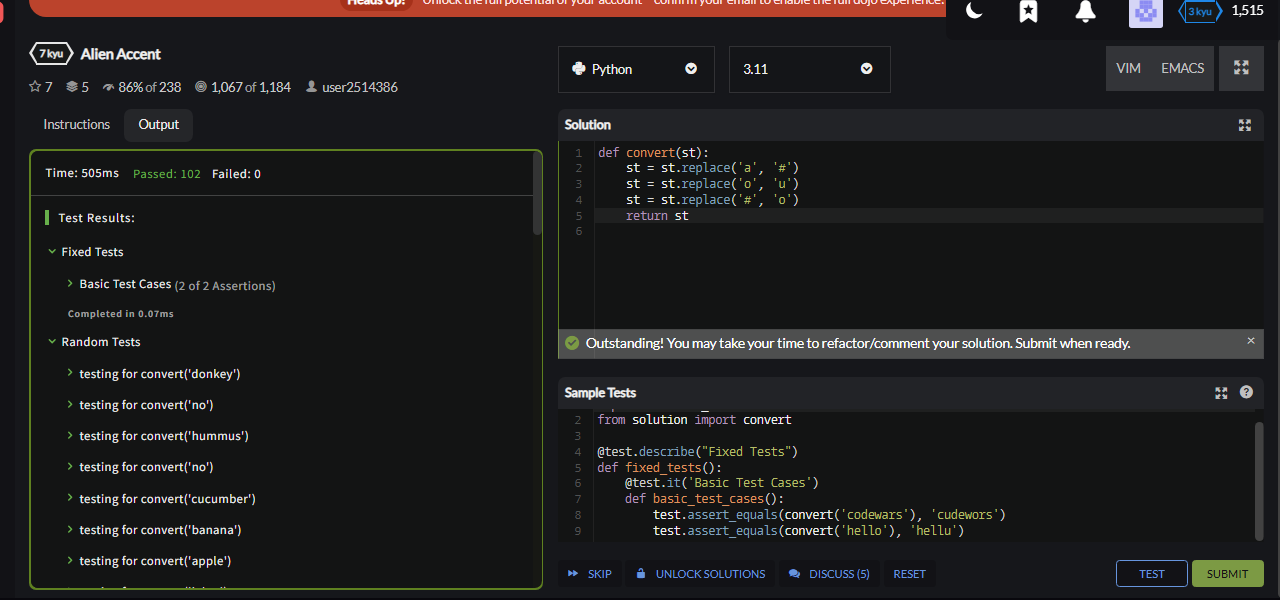 Heads Up! Unlock the full potential of your account - confirm your email to enable the full dojo experience.
3 kyu 1,515
7 kyu Alien Accent
7 5 86% of 238 1,067 of 1,184 user2514386
Python 3.11 VIM EMACS
Instructions Output
Time: 505ms Passed: 102 Failed: 0
Test Results:
Fixed Tests
Basic Test Cases (2 of 2 Assertions)
Completed in 0.07ms
Random Tests
testing for convert('donkey')
testing for convert('no')
testing for convert('hummus')
testing for convert('no')
testing for convert('cucumber')
testing for convert('banana')
testing for convert('apple')
Solution
1 def convert(st):
2 st = st.replace('a', '#')
3 st = st.replace('o', 'u')
4 st = st.replace('#', 'o')
5 return st
6
Outstanding! You may take your time to refactor/comment your solution. Submit when ready.
Sample Tests
2 from solution import convert
3
4 @test.describe("Fixed Tests")
5 def fixed_tests():
6 @test.it('Basic Test Cases')
7 def basic_test_cases():
8 test.assert_equals(convert('codewars'), 'cudewors')
9 test.assert_equals(convert('hello'), 'hellu')
SKIP UNLOCK SOLUTIONS DISCUSS (5) RESET TEST SUBMIT